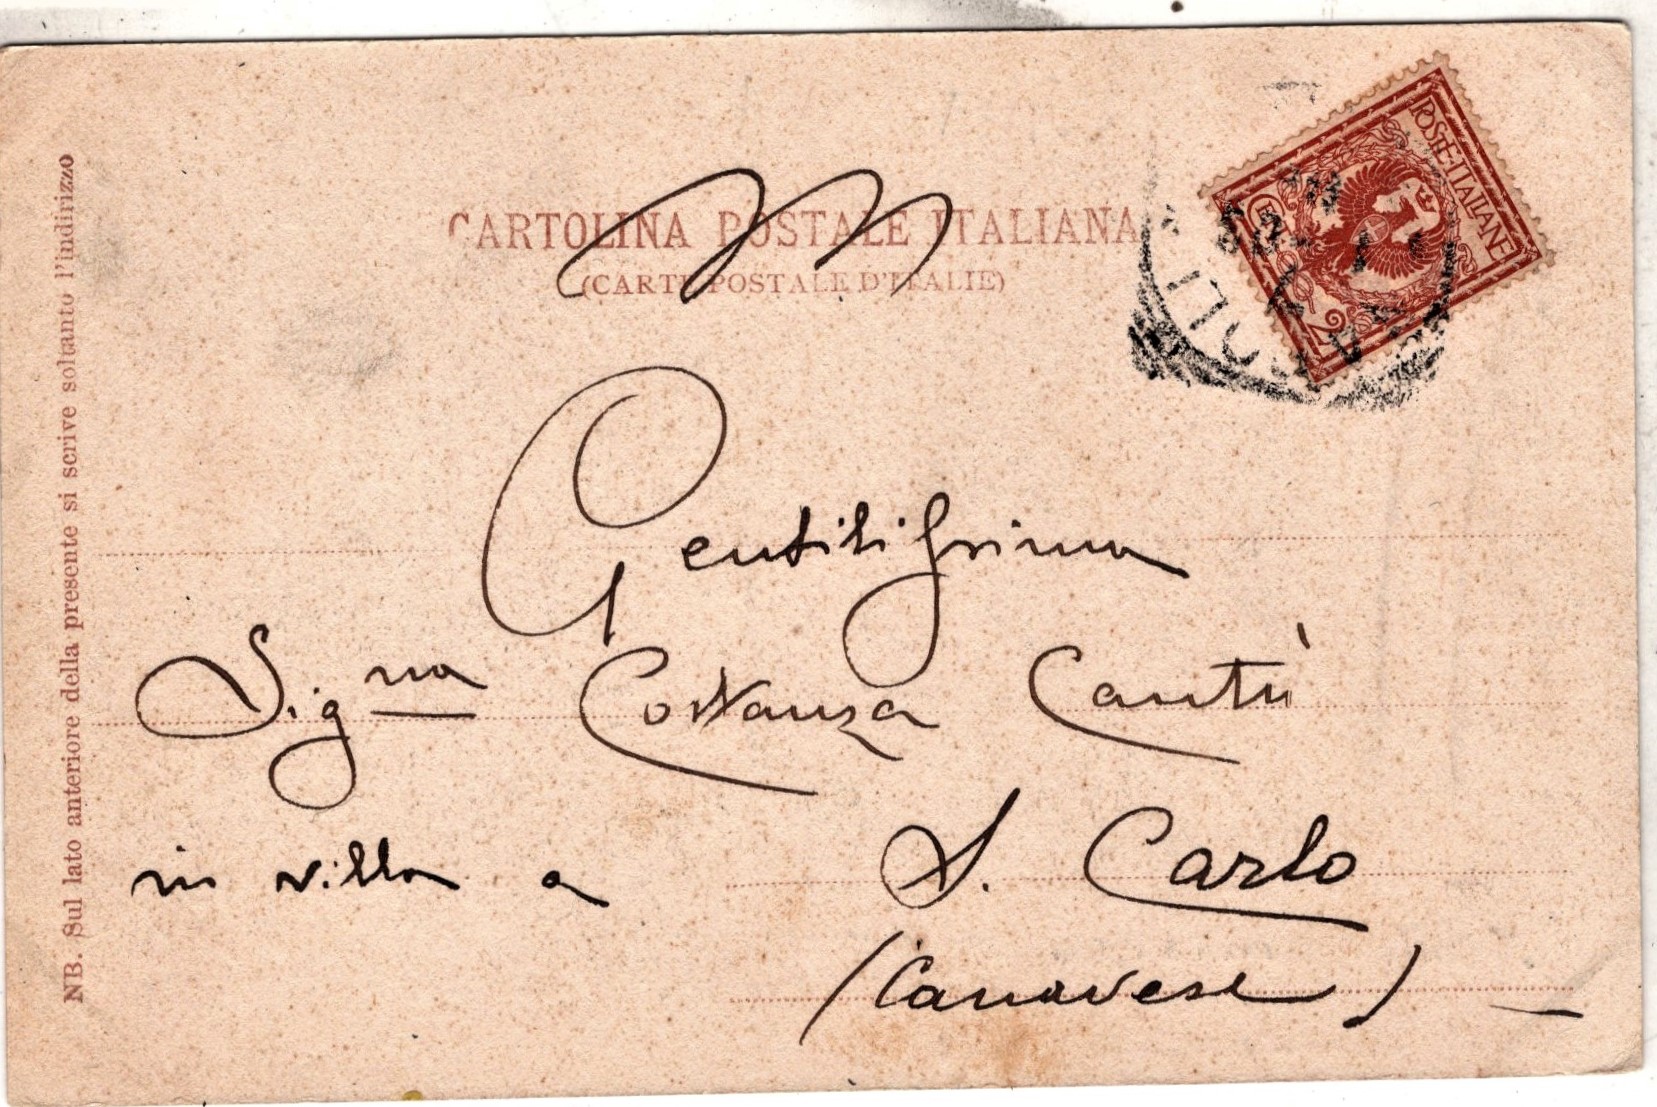 CARTOLINA POSTALE ITALIANA
(CARTE POSTALE D'ITALIE)
POSTE·ITALIANE
2
NB. Sul lato anteriore della presente si scrive soltanto l'indirizzo
Gentilissima
Sig.na Costanza Cantù
in villa a S. Carlo
(Canavese)